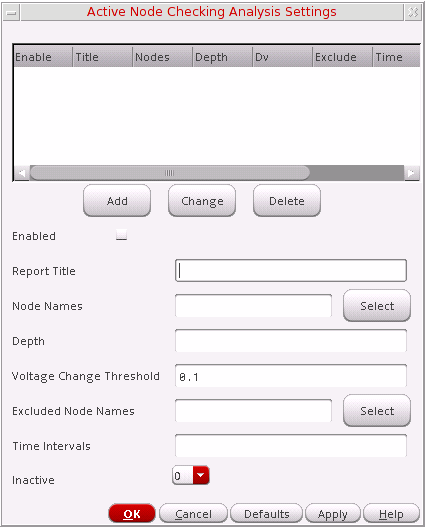 Active Node Checking Analysis Settings
Enable Title Nodes Depth Dv Exclude Time
Add Change Delete
Enabled
Report Title
Node Names Select
Depth
Voltage Change Threshold 0.1
Excluded Node Names Select
Time Intervals
Inactive 0
OK Cancel Defaults Apply Help